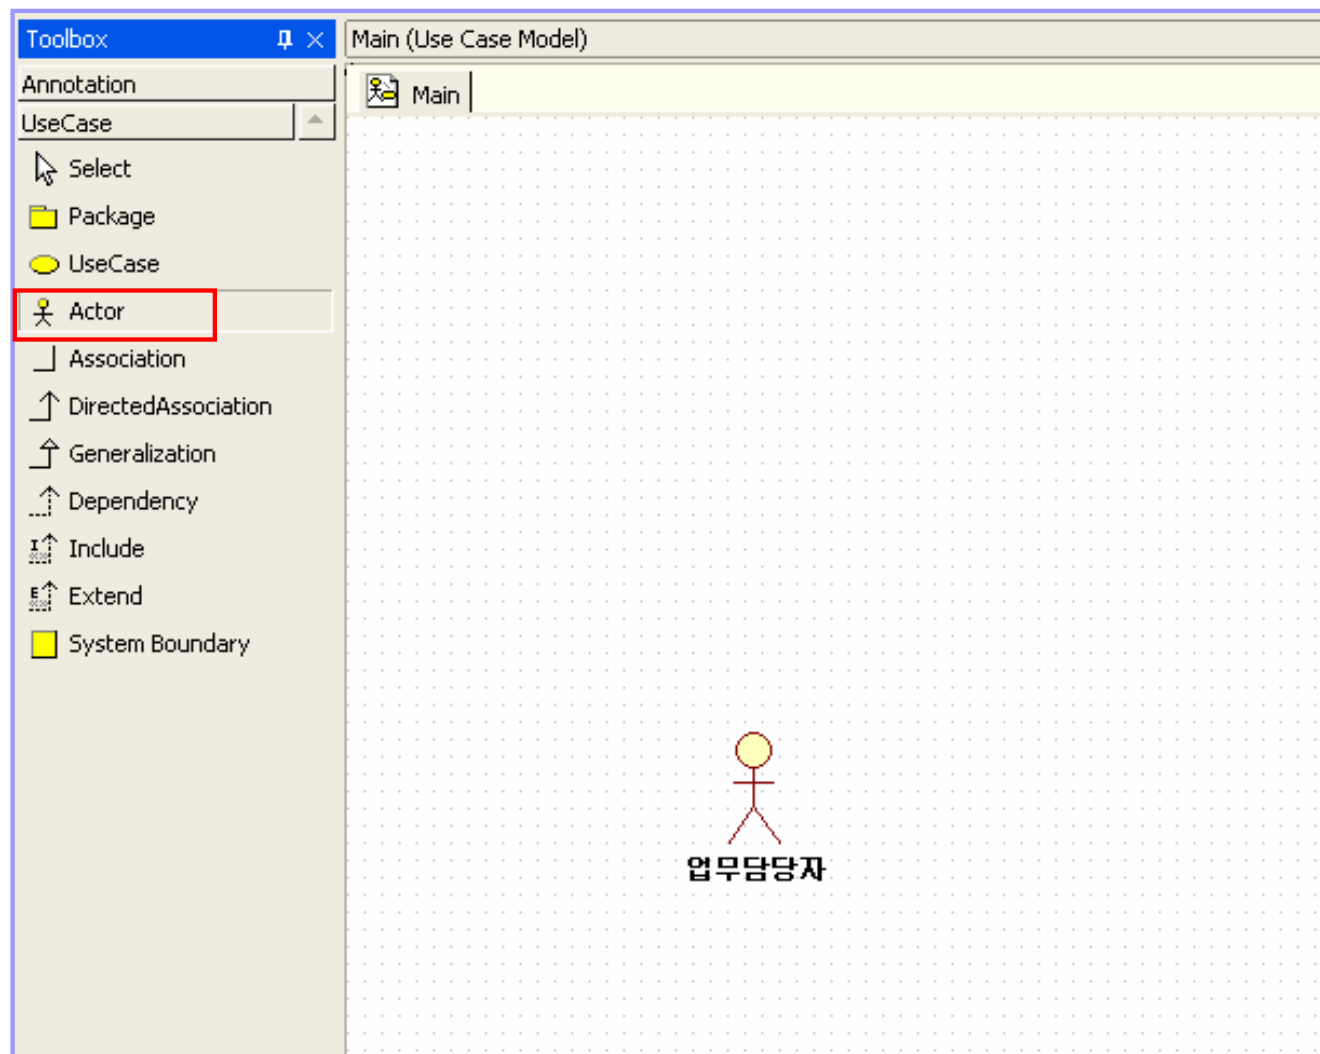 Toolbox
Main (Use Case Model)
Annotation
Main
UseCase
Select
Package
UseCase
Actor
Association
DirectedAssociation
Generalization
Dependency
Include
Extend
System Boundary
업무담당자